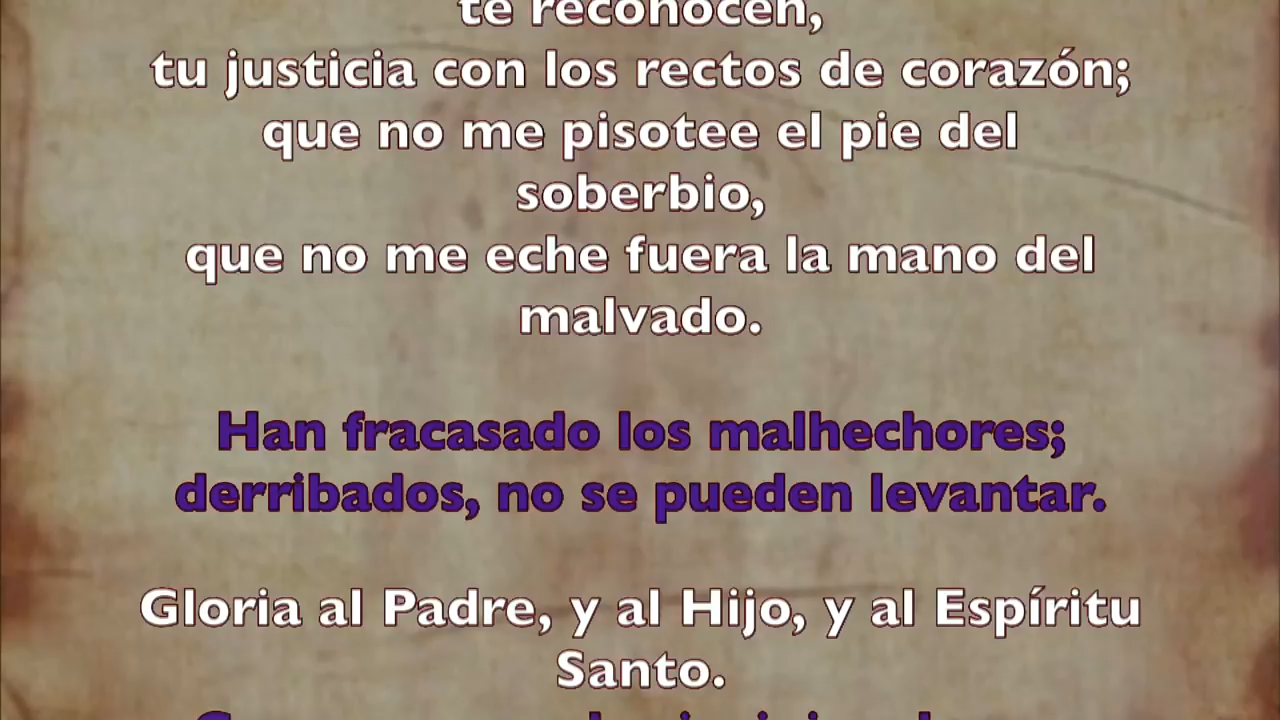 te reconocen,
tu justicia con los rectos de corazón;
que no me pisotee el pie del
soberbio,
que no me eche fuera la mano del
malvado.
Han fracasado los malhechores;
derribados, no se pueden levantar.
Gloria al Padre, y al Hijo, y al Espíritu
Santo.